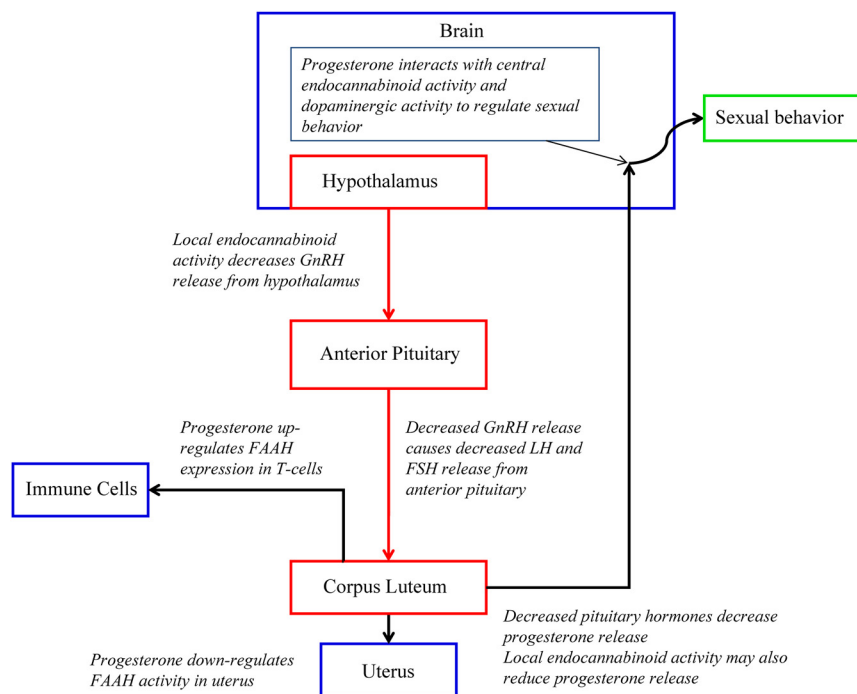 Brain
Progesterone interacts with central
endocannabinoid activity and
dopaminergic activity to regulate sexual
behavior
Sexual behavior
Hypothalamus
Local endocannabinoid
activity decreases GnRH
release from hypothalamus
Anterior Pituitary
Progesterone up-
regulates FAAH
expression in T-cells
Decreased GnRH release
causes decreased LH and
FSH release from
anterior pituitary
Immune Cells
Corpus Luteum
Decreased pituitary hormones decrease
progesterone release
Local endocannabinoid activity may also
reduce progesterone release
Progesterone down-regulates
FAAH activity in uterus
Uterus